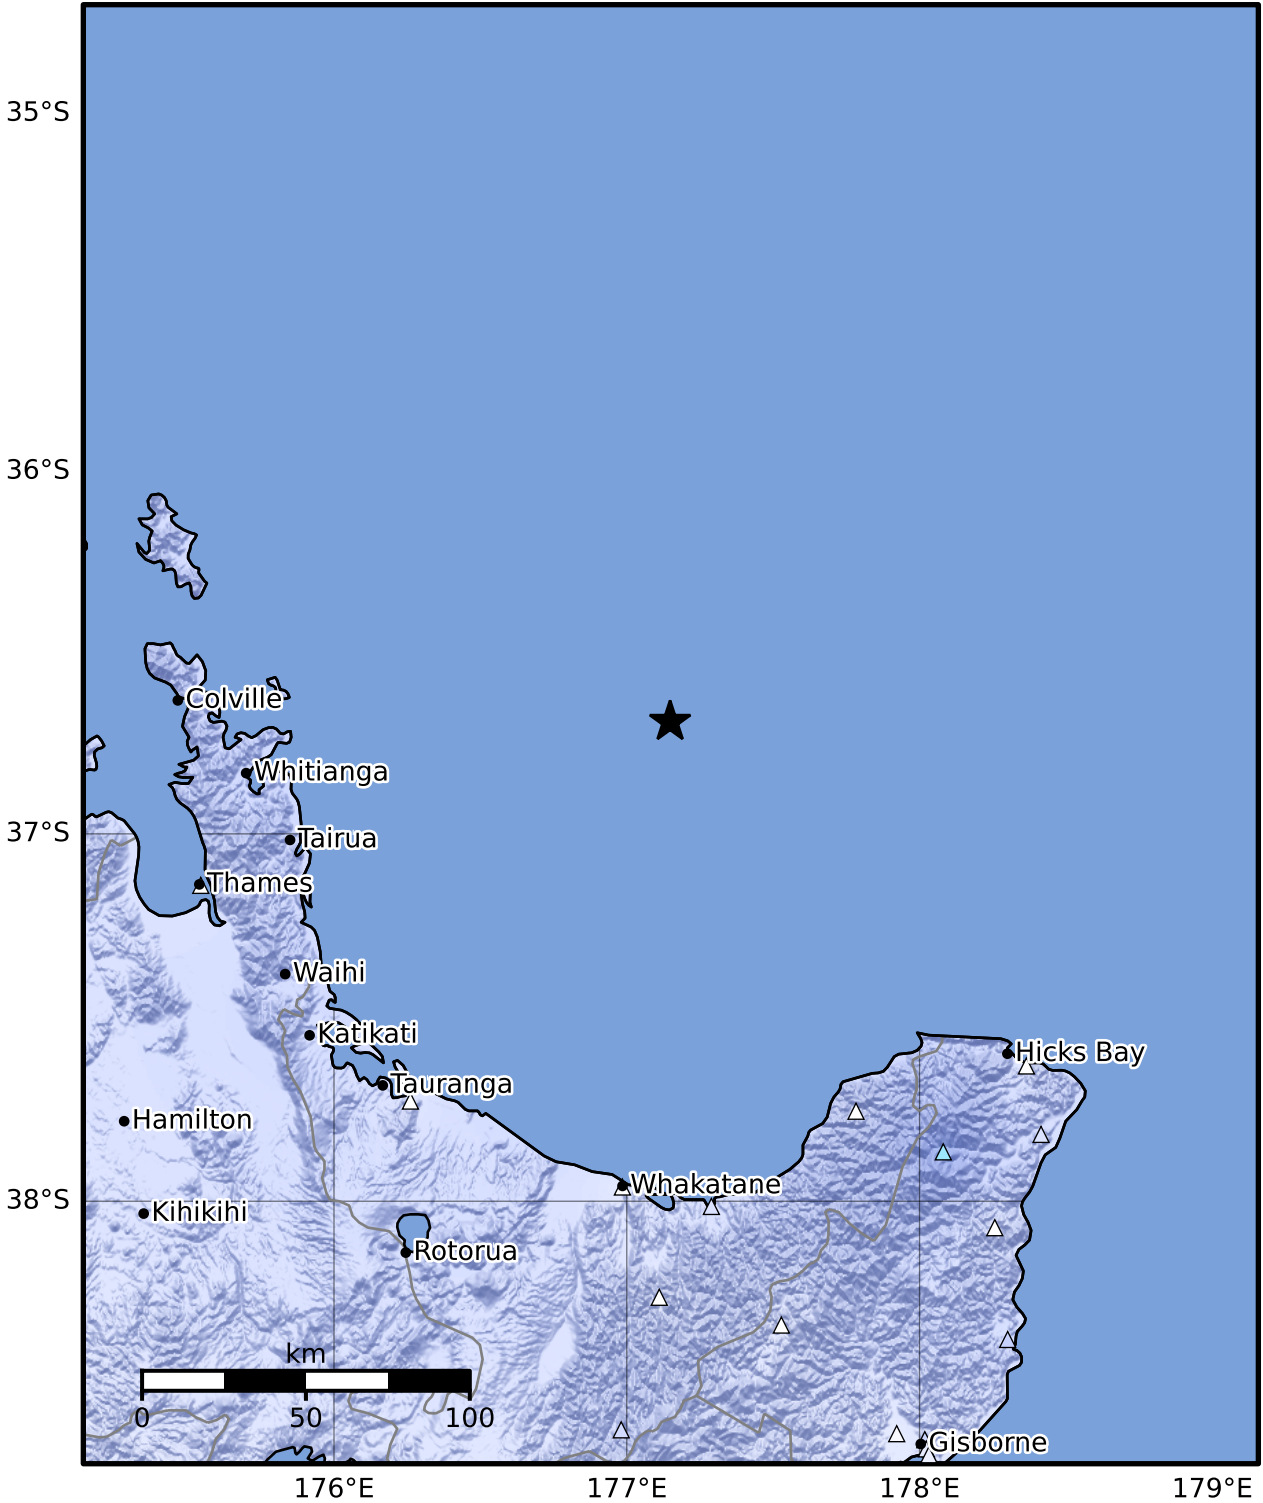 35°S
36°S
Colville
Whitianga
37°S
Tairua
Thames
Waihi
Katikati
Hicks Bay
Tauranga
Hamilton
Whakatane
38°S
Kihikihi
Rotorua
km
0 50 100
Gisborne
176°E 177°E 178°E 179°E